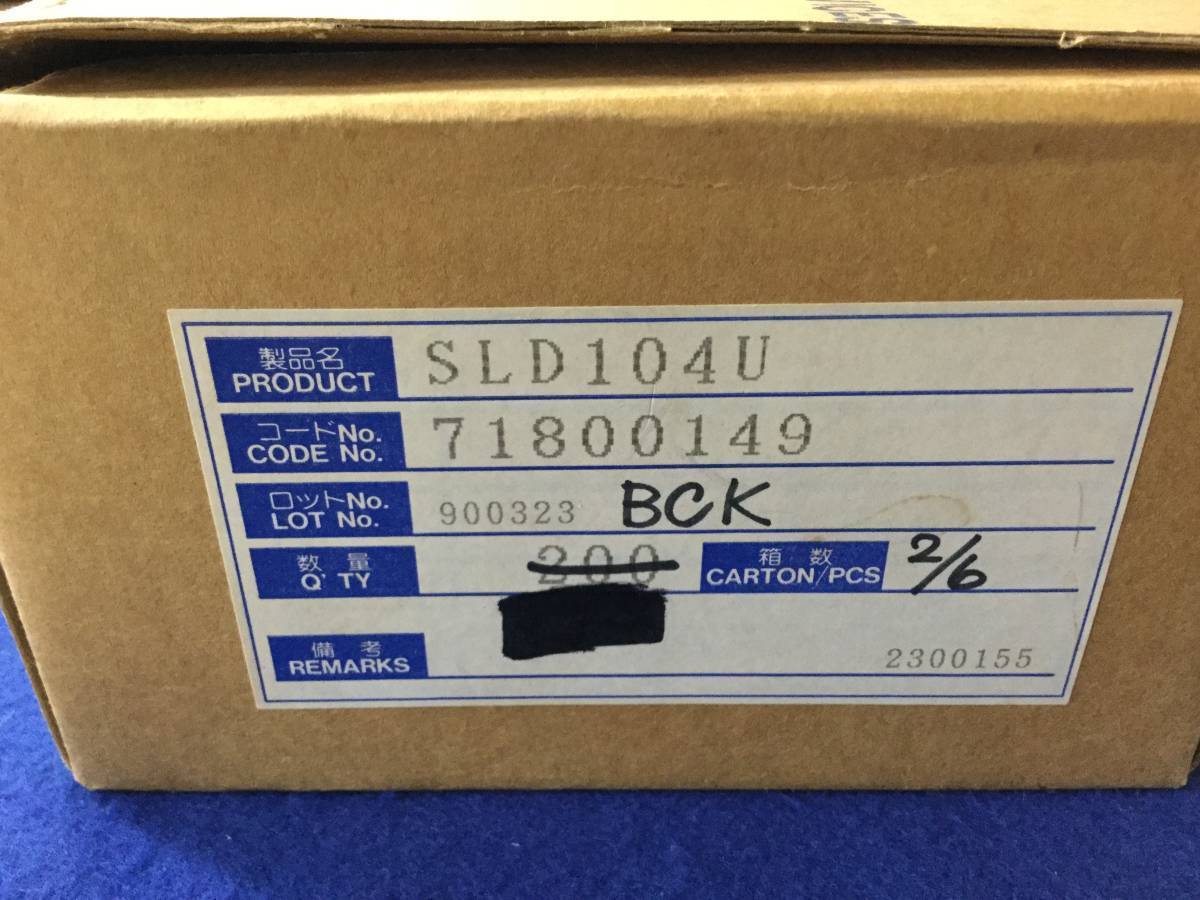 製品名
PRODUCT
SLD104U
コードNo.
CODE No.
71800149
ロットNo.
LOT No.
900323 BCK
数量
Q'TY
200
箱数
CARTON/PCS
2/6
備考
REMARKS
2300155